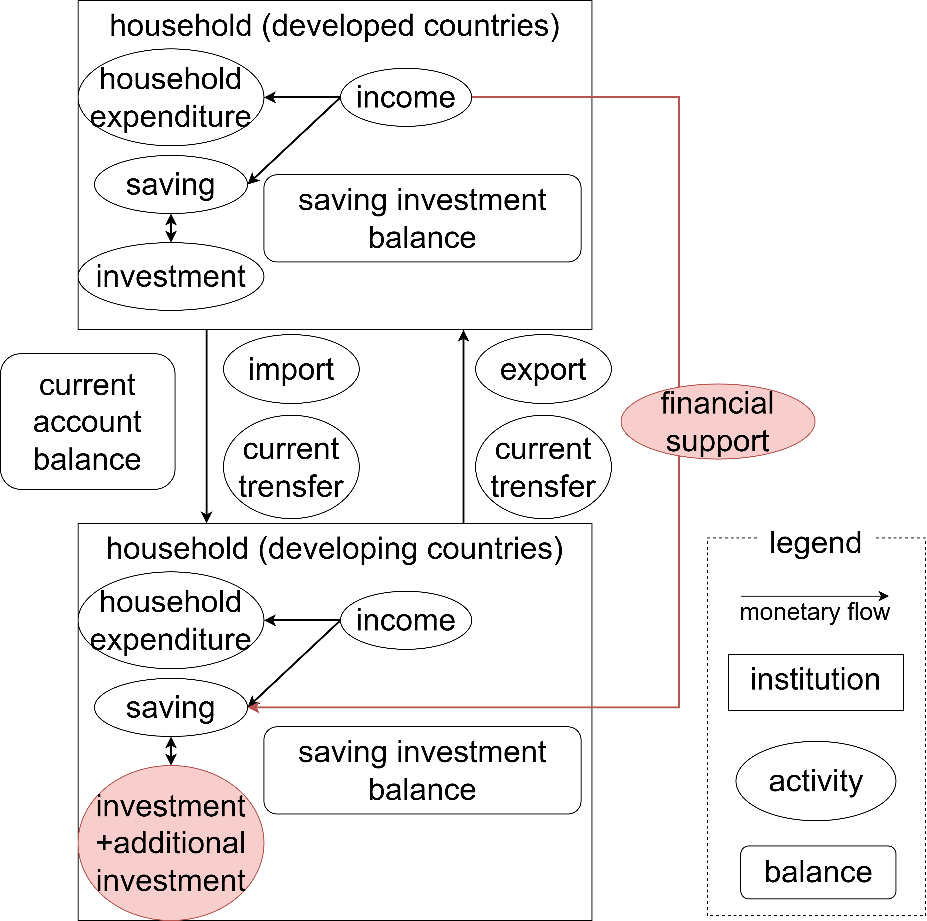 household (developed countries)
household
expenditure
income
saving
saving investment
balance
investment
current
account
balance
import
current
trensfer
export
current
trensfer
financial
support
household (developing countries)
household
expenditure
income
saving
saving investment
balance
investment
+additional
investment
legend
monetary flow
institution
activity
balance